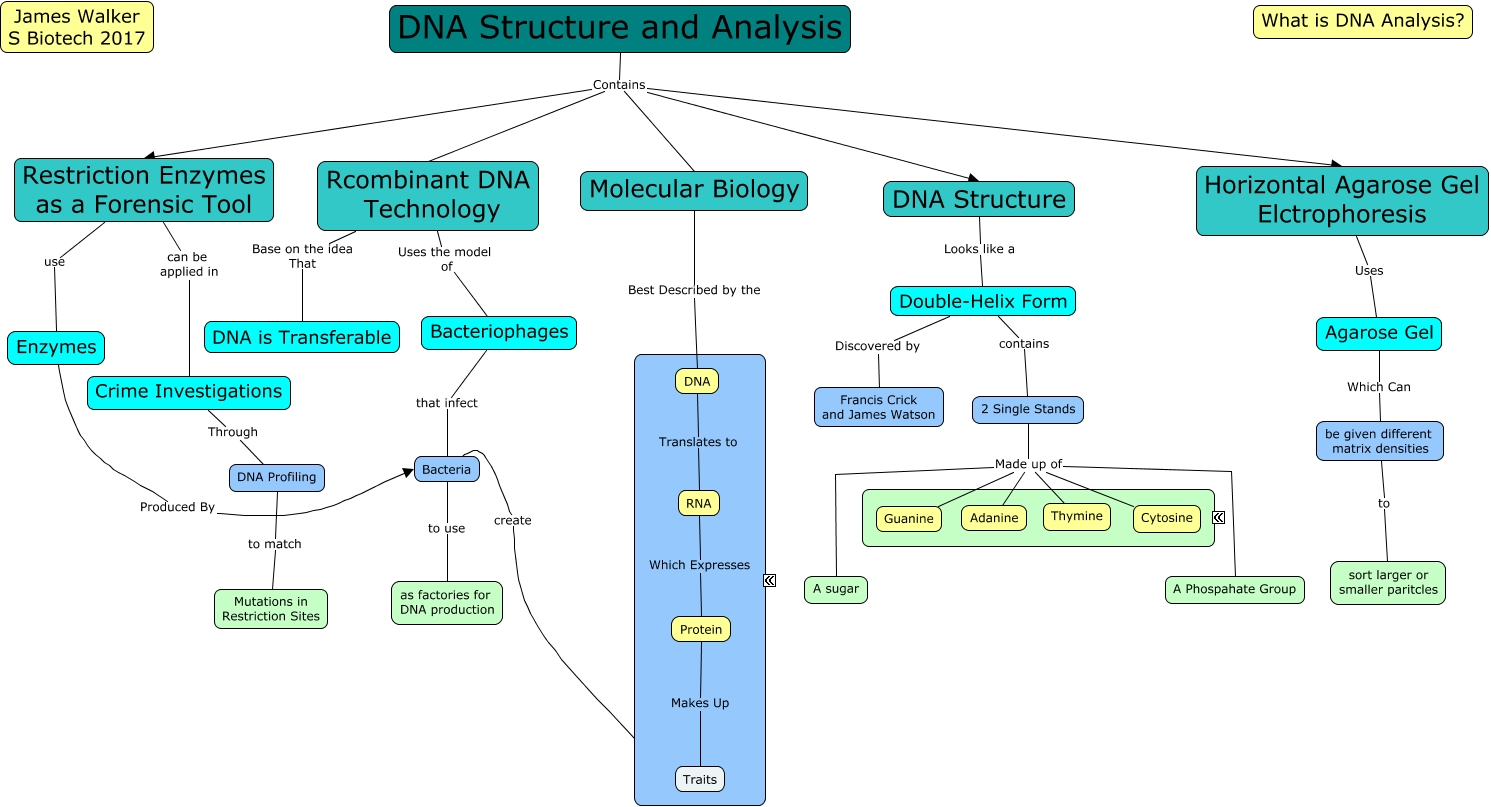 James Walker
S Biotech 2017
DNA Structure and Analysis
What is DNA Analysis?
Contains
Restriction Enzymes
as a Forensic Tool
Rcombinant DNA
Technology
Molecular Biology
DNA Structure
Horizontal Agarose Gel
Elctrophoresis
use
can be
applied in
Base on the idea
That
Uses the model
of
Best Described by the
Looks like a
Uses
Enzymes
Crime Investigations
DNA is Transferable
Bacteriophages
Double-Helix Form
Agarose Gel
Discovered by
contains
Which Can
Through
that infect
DNA
Francis Crick
and James Watson
2 Single Stands
be given different
matrix densities
DNA Profiling
Bacteria
Translates to
Made up of
Produced By
to match
to use
create
RNA
Guanine
Adanine
Thymine
Cytosine
to
Mutations in
Restriction Sites
as factories for
DNA production
Which Expresses
A sugar
A Phospahate Group
sort larger or
smaller paritcles
Protein
Makes Up
Traits